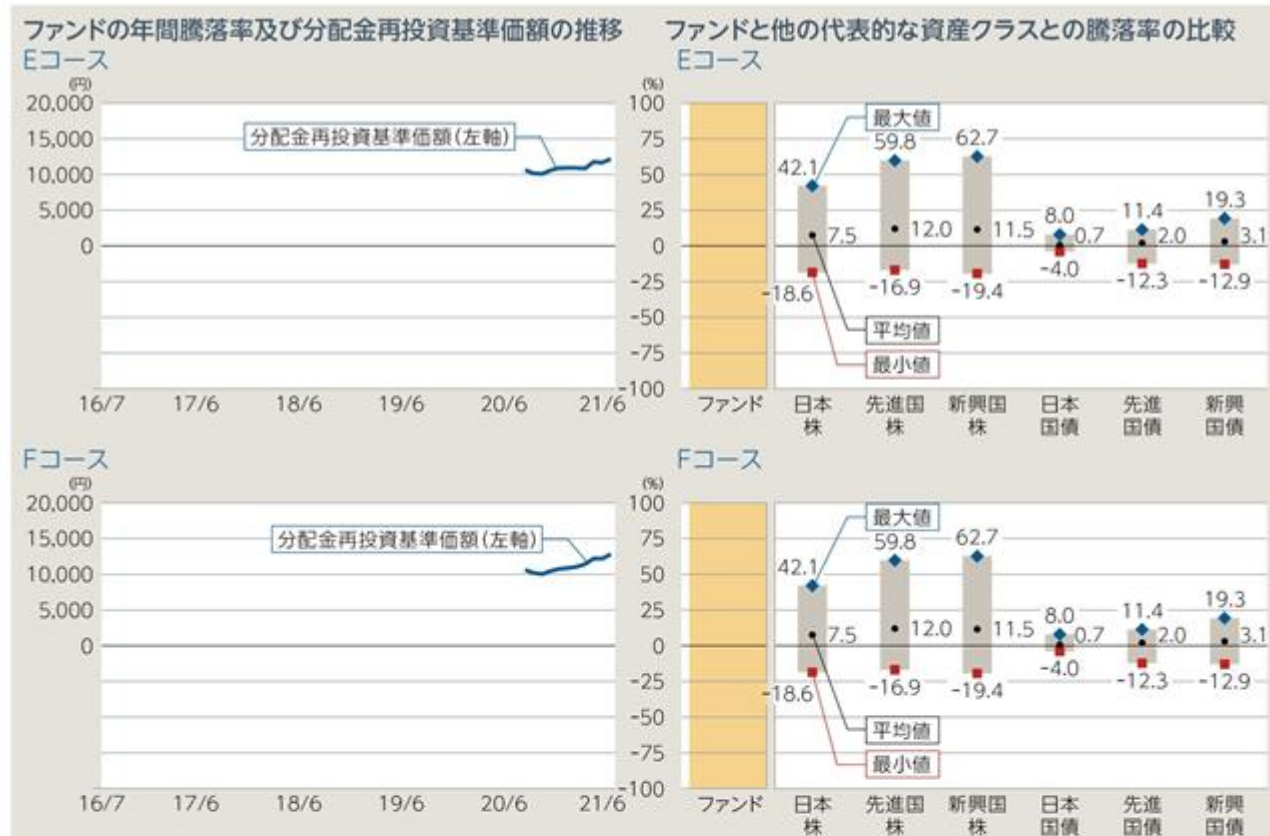 ファンドの年間騰落率及び分配金再投資基準価額の推移
Eコース
(円)
20,000
15,000
10,000
5,000
0
分配金再投資基準価額(左軸)
16/7 17/6 18/6 19/6 20/6 21/6
ファンドと他の代表的な資産クラスとの騰落率の比較
Eコース
(%)
100
75
50
25
0
-25
-50
-75
-100
最大値
42.1 59.8 62.7 8.0 11.4 19.3
7.5 12.0 11.5 0.7 2.0 3.1
-18.6 -16.9 -19.4 -4.0 -12.3 -12.9
平均値
最小値
ファンド 日本株 先進国株 新興国株 日本国債 先進国債 新興国債
Fコース
(円)
20,000
15,000
10,000
5,000
0
分配金再投資基準価額(左軸)
16/7 17/6 18/6 19/6 20/6 21/6
Fコース
(%)
100
75
50
25
0
-25
-50
-75
-100
最大値
42.1 59.8 62.7 8.0 11.4 19.3
7.5 12.0 11.5 0.7 2.0 3.1
-18.6 -16.9 -19.4 -4.0 -12.3 -12.9
平均値
最小値
ファンド 日本株 先進国株 新興国株 日本国債 先進国債 新興国債